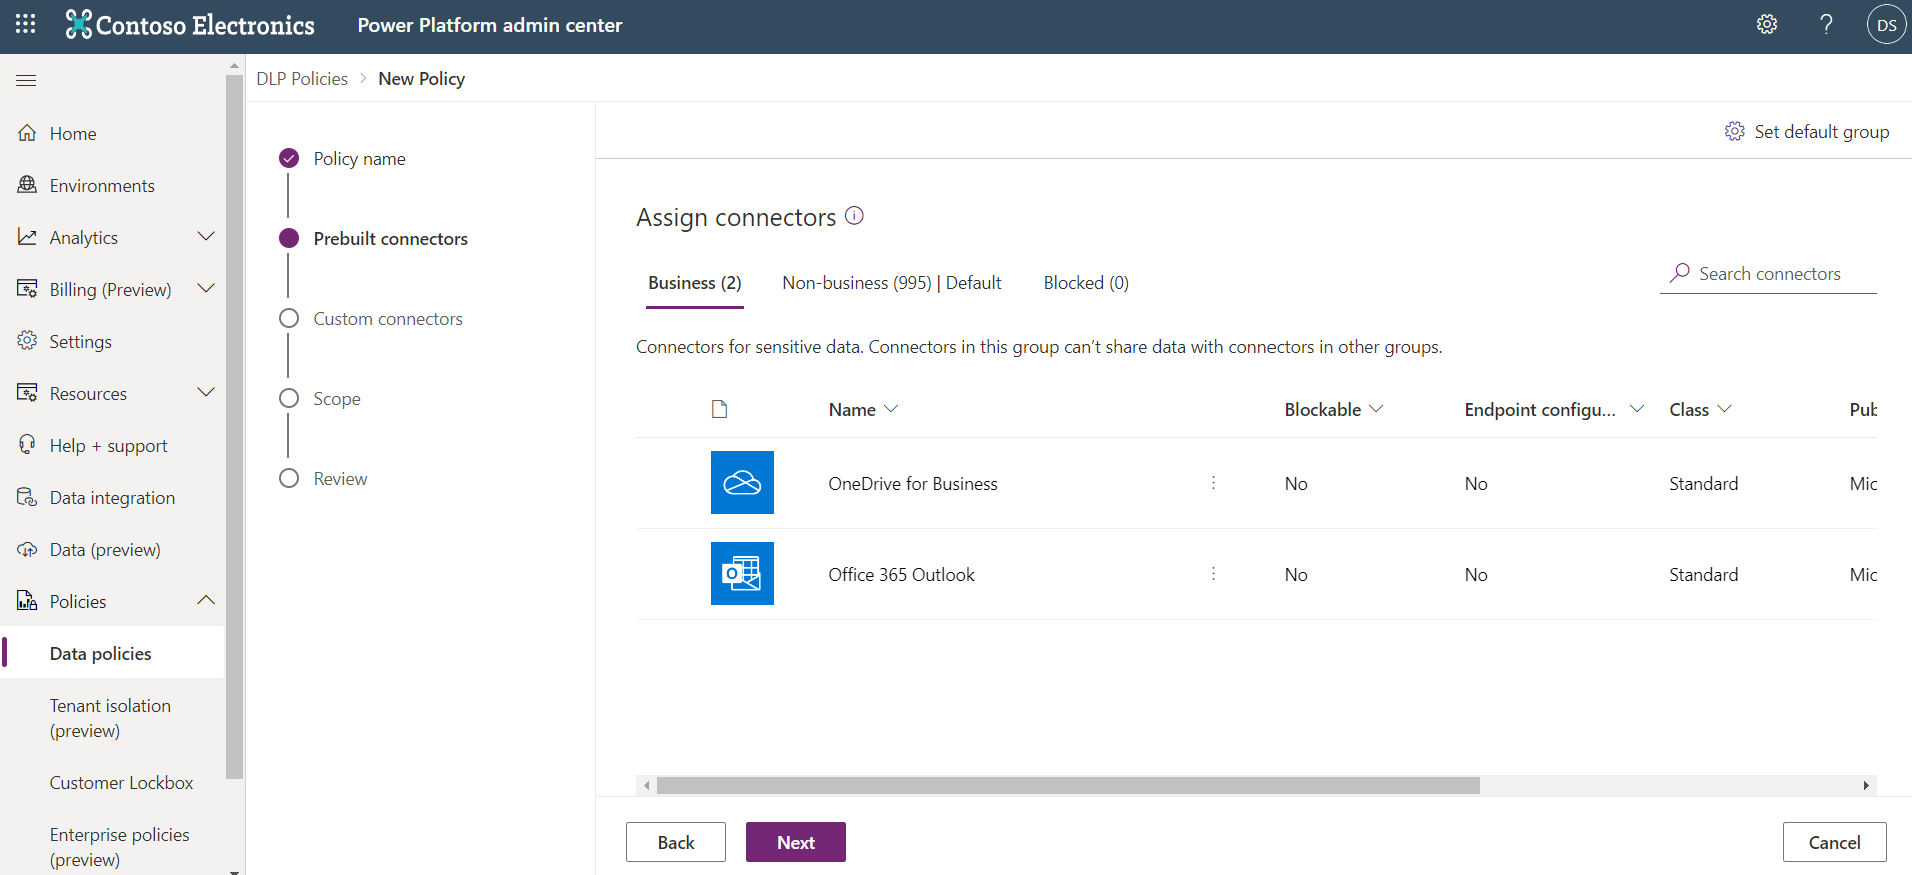 Contoso Electronics
Power Platform admin center
?
DS
DLP Policies > New Policy
Home
Environments
Analytics
Billing (Preview)
Settings
Resources
Help + support
Data integration
Data (preview)
Policies
Data policies
Tenant isolation
(preview)
Customer Lockbox
Enterprise policies
(preview)
Policy name
Prebuilt connectors
Custom connectors
Scope
Review
Set default group
Assign connectors
Business (2)
Non-business (995) | Default
Blocked (0)
Search connectors
Connectors for sensitive data. Connectors in this group can’t share data with connectors in other groups.
Name Blockable Endpoint configu... Class Pub
OneDrive for Business No No Standard Mic
Office 365 Outlook No No Standard Mic
Back
Next
Cancel